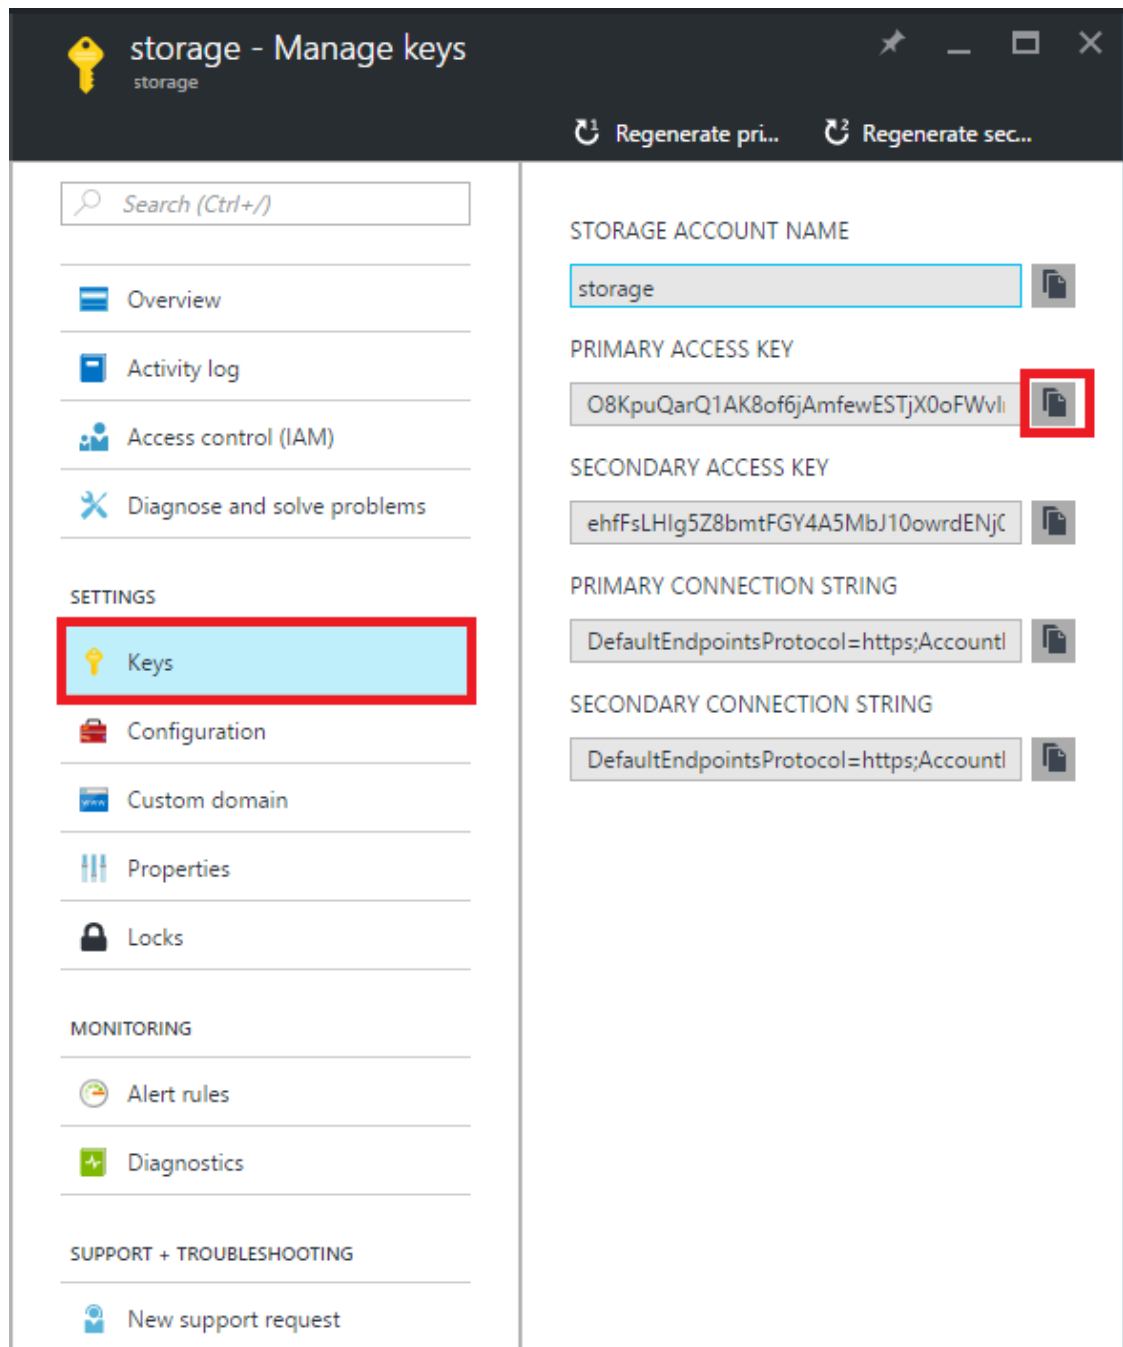 storage - Manage keys
storage
Regenerate pri...
Regenerate sec...
Search (Ctrl+/)
Overview
Activity log
Access control (IAM)
Diagnose and solve problems
SETTINGS
Keys
Configuration
Custom domain
Properties
Locks
MONITORING
Alert rules
Diagnostics
SUPPORT + TROUBLESHOOTING
New support request
STORAGE ACCOUNT NAME
storage
PRIMARY ACCESS KEY
O8KpuQarQ1AK8of6jAmfewESTjX0oFWvI
SECONDARY ACCESS KEY
ehfFsLHIg5Z8bmtFGY4A5MbJ10owrdENj
PRIMARY CONNECTION STRING
DefaultEndpointsProtocol=https;Account
SECONDARY CONNECTION STRING
DefaultEndpointsProtocol=https;Account